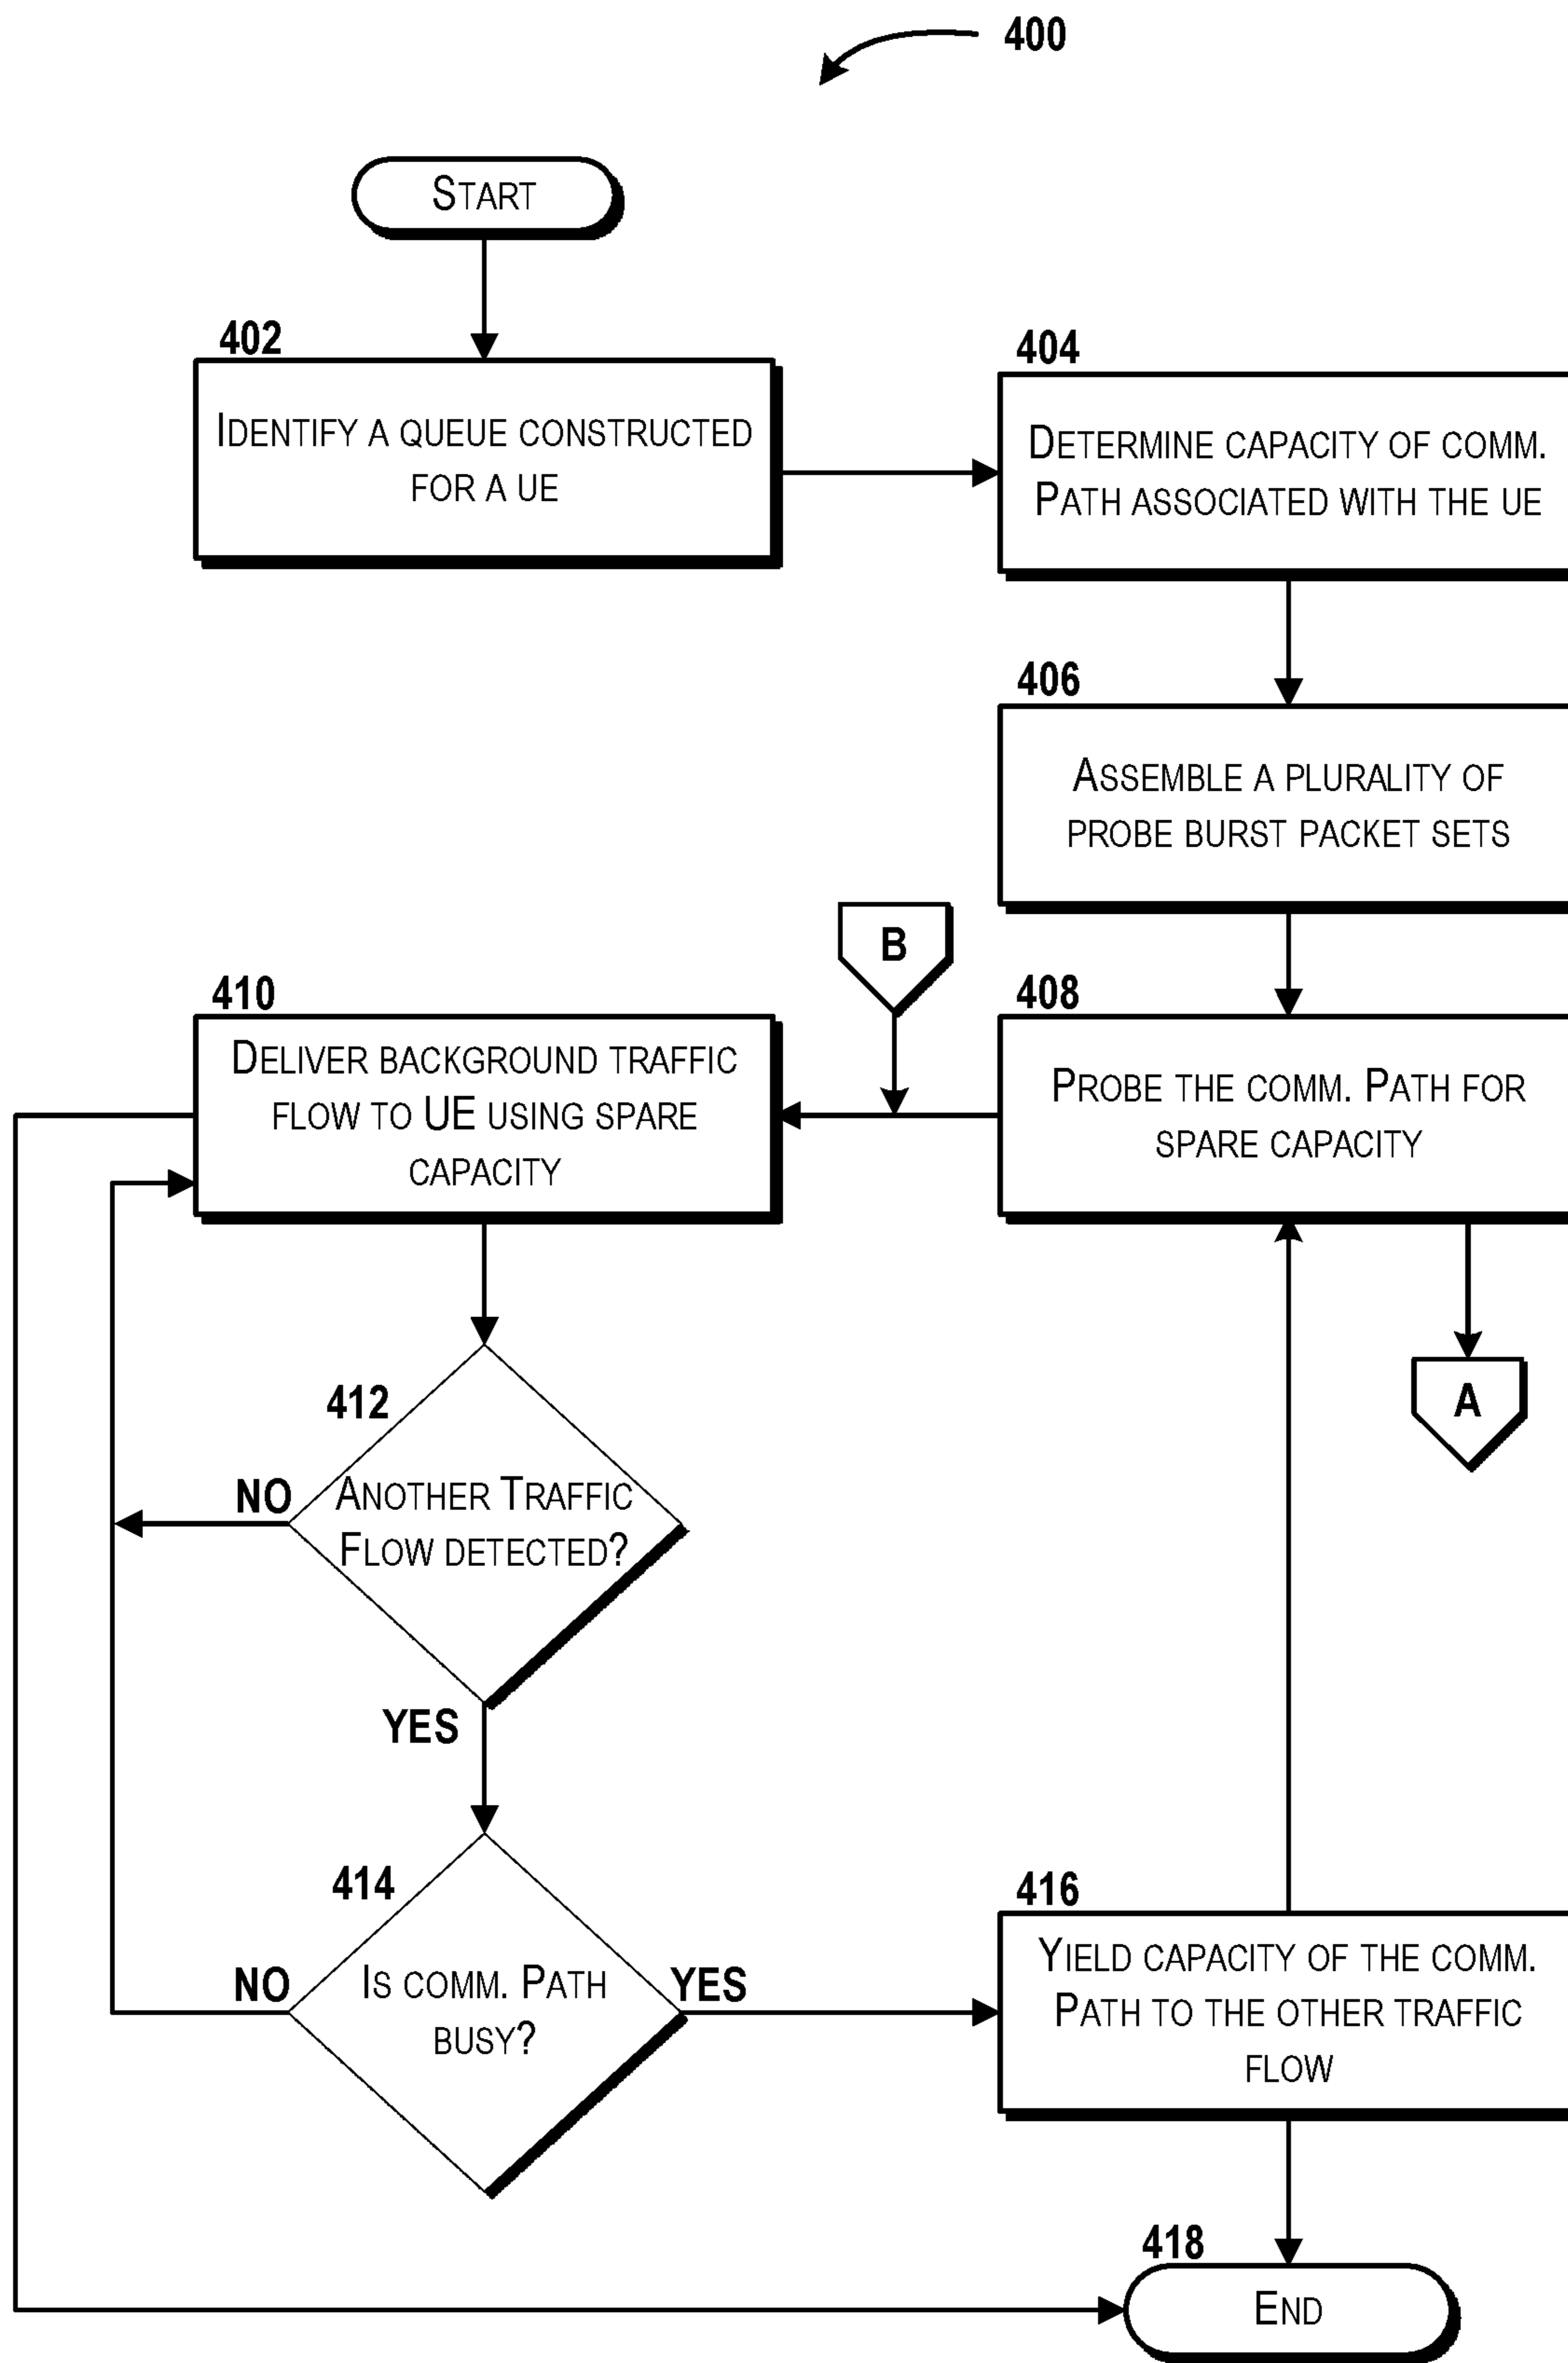 400
START
402
IDENTIFY A QUEUE CONSTRUCTED
FOR A UE
404
DETERMINE CAPACITY OF COMM.
PATH ASSOCIATED WITH THE UE
406
ASSEMBLE A PLURALITY OF
PROBE BURST PACKET SETS
B
408
PROBE THE COMM. PATH FOR
SPARE CAPACITY
410
DELIVER BACKGROUND TRAFFIC
FLOW TO UE USING SPARE
CAPACITY
A
412
NO
ANOTHER TRAFFIC
FLOW DETECTED?
YES
414
NO
IS COMM. PATH
BUSY?
YES
416
YIELD CAPACITY OF THE COMM.
PATH TO THE OTHER TRAFFIC
FLOW
418
END